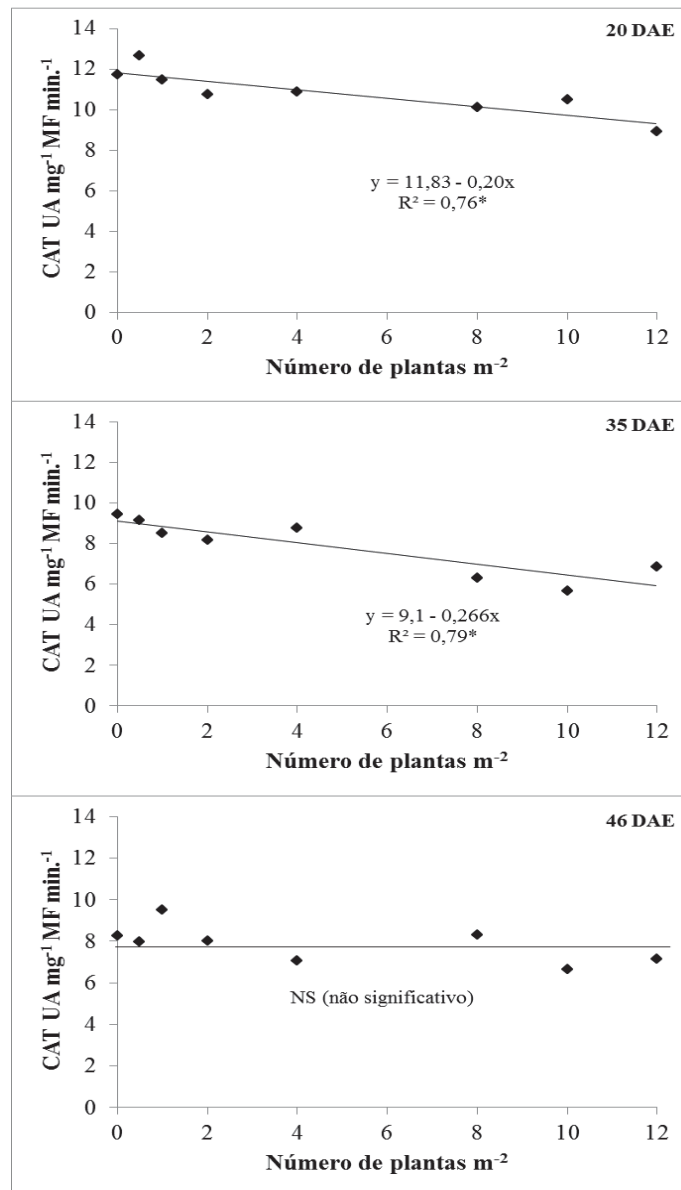 20 DAE
CAT UA mg⁻¹ MF min.⁻¹
14
12
10
8
6
4
2
0
y = 11,83 - 0,20x
R² = 0,76*
0 2 4 6 8 10 12
Número de plantas m⁻²
35 DAE
CAT UA mg⁻¹ MF min.⁻¹
14
12
10
8
6
4
2
0
y = 9,1 - 0,266x
R² = 0,79*
0 2 4 6 8 10 12
Número de plantas m⁻²
46 DAE
CAT UA mg⁻¹ MF min.⁻¹
14
12
10
8
6
4
2
0
NS (não significativo)
0 2 4 6 8 10 12
Número de plantas m⁻²